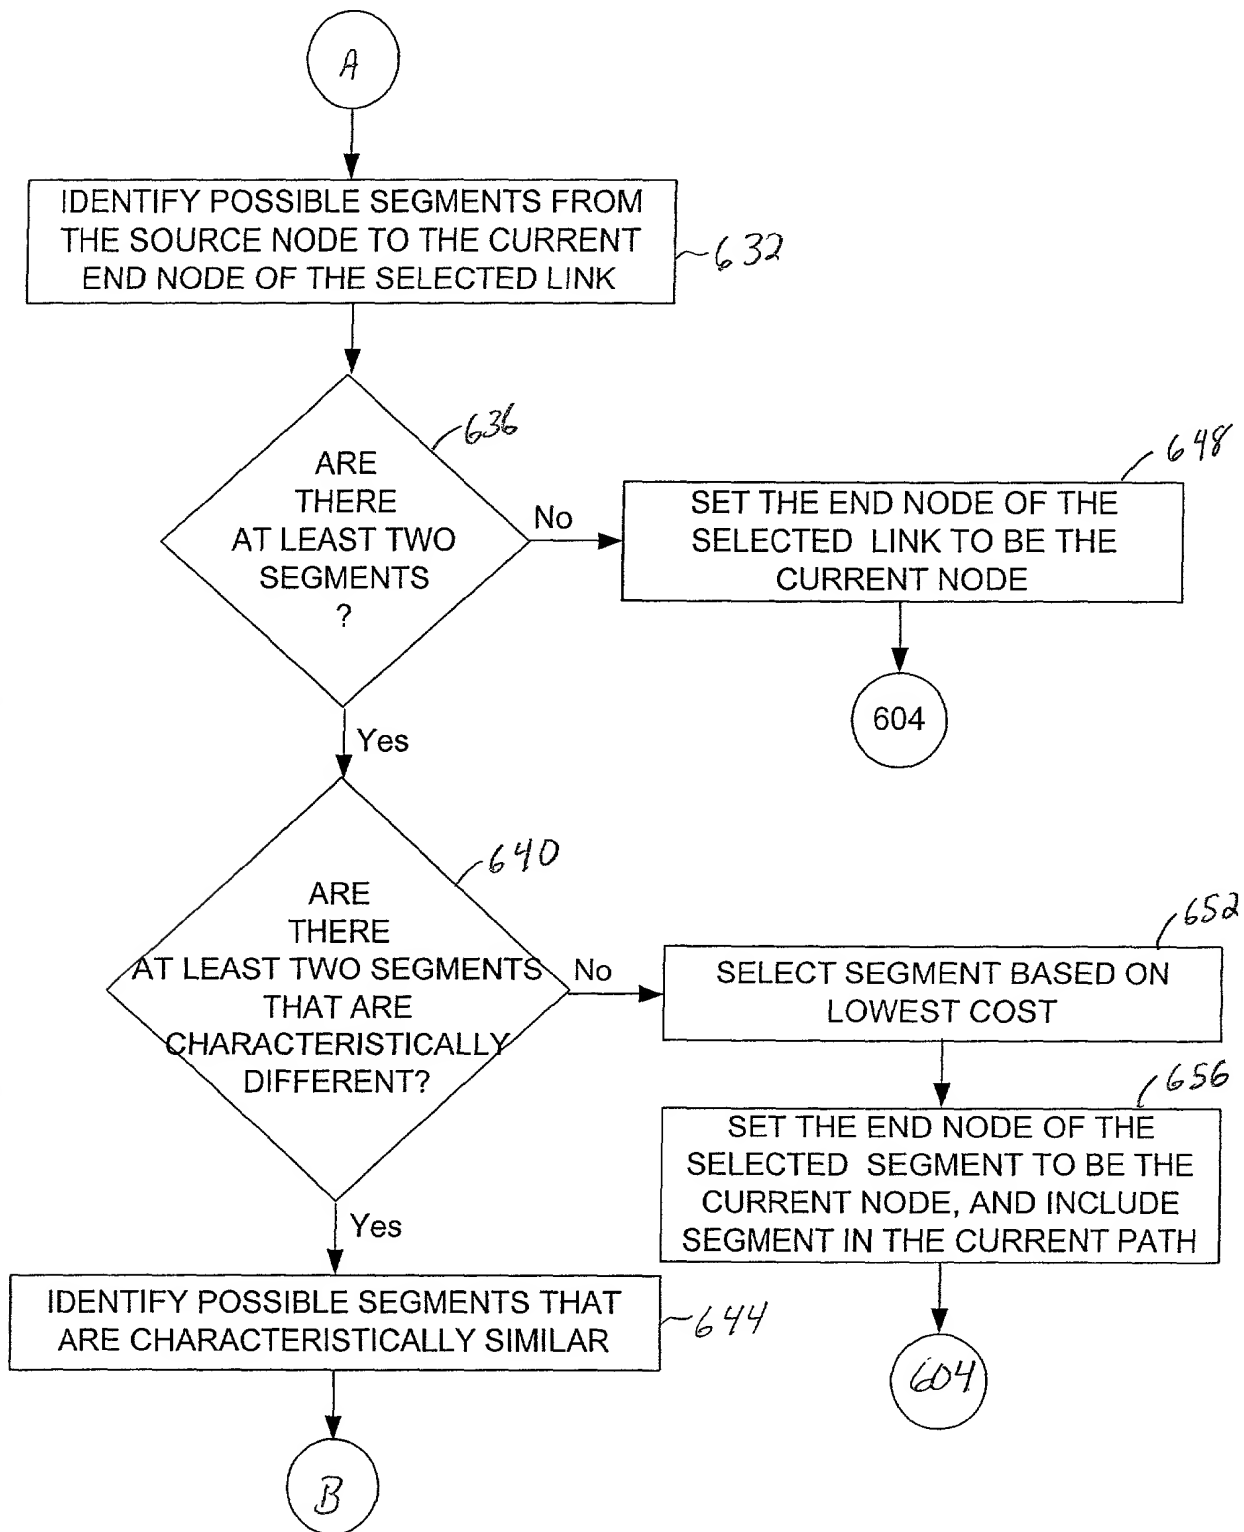 A
IDENTIFY POSSIBLE SEGMENTS FROM
THE SOURCE NODE TO THE CURRENT
END NODE OF THE SELECTED LINK
632
636
ARE
THERE
AT LEAST TWO
SEGMENTS
?
No
648
SET THE END NODE OF THE
SELECTED LINK TO BE THE
CURRENT NODE
604
Yes
640
ARE
THERE
AT LEAST TWO SEGMENTS
THAT ARE
CHARACTERISTICALLY
DIFFERENT?
No
652
SELECT SEGMENT BASED ON
LOWEST COST
656
SET THE END NODE OF THE
SELECTED SEGMENT TO BE THE
CURRENT NODE, AND INCLUDE
SEGMENT IN THE CURRENT PATH
604
Yes
IDENTIFY POSSIBLE SEGMENTS THAT
ARE CHARACTERISTICALLY SIMILAR
644
B